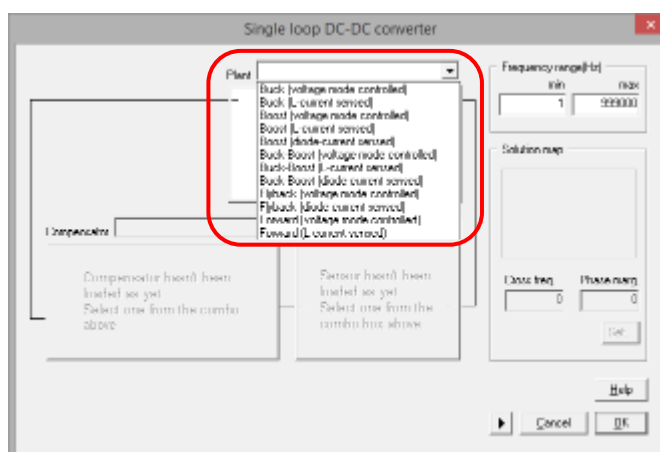 Single loop DC-DC converter
Plant
Buck (voltage mode controlled)
Buck (L-current sensed)
Boost (voltage mode controlled)
Boost (L-current sensed)
Boost (diode-current sensed)
Buck-Boost (voltage mode controlled)
Buck-Boost (L-current sensed)
Buck-Boost (diode current sensed)
Flyback (voltage mode controlled)
Flyback (diode current sensed)
Forward (voltage mode controlled)
Forward (L-current sensed)
Frequency range(Hz)
min max
1 999000
Solution map
Compensator
Compensator hasn't been
loaded as yet
Select one from the combo
above
Sensor hasn't been
loaded as yet
Select one from the
combo box above
Cross freq Phase marg
0 0
Set
Help
Cancel OK